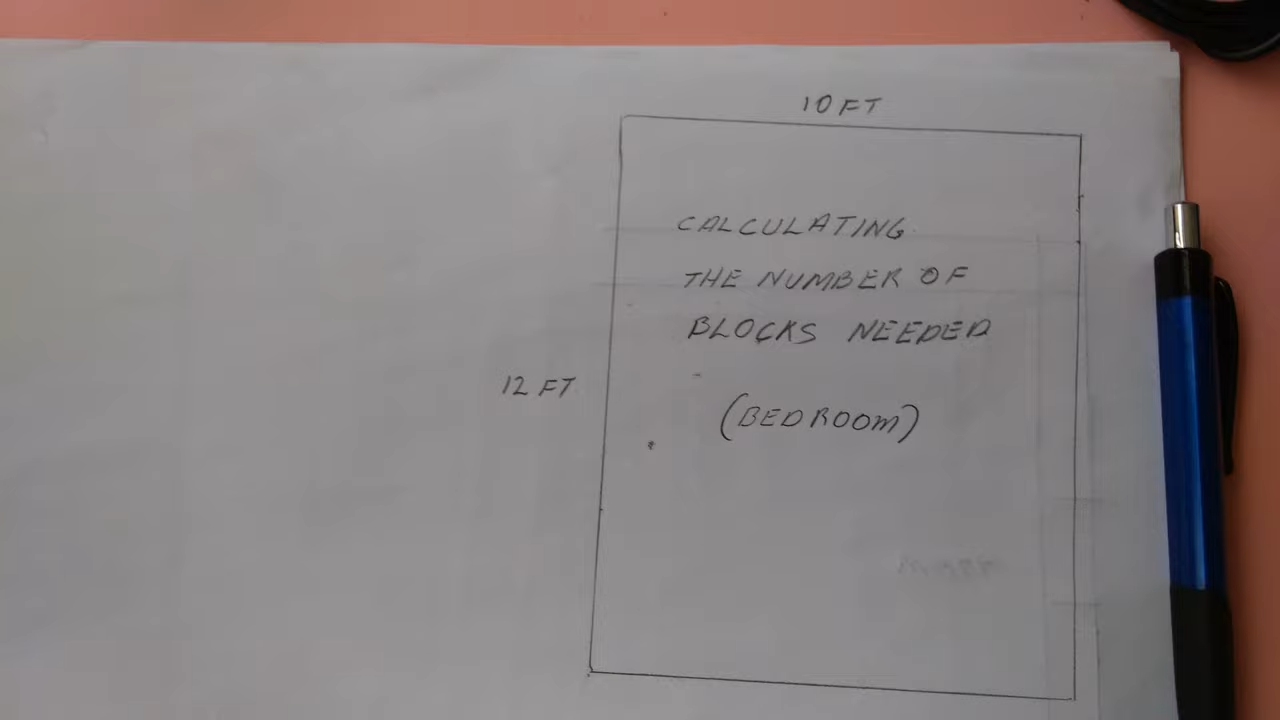 10 FT
CALCULATING
THE NUMBER OF
BLOCKS NEEDED
12 FT
(BEDROOM)